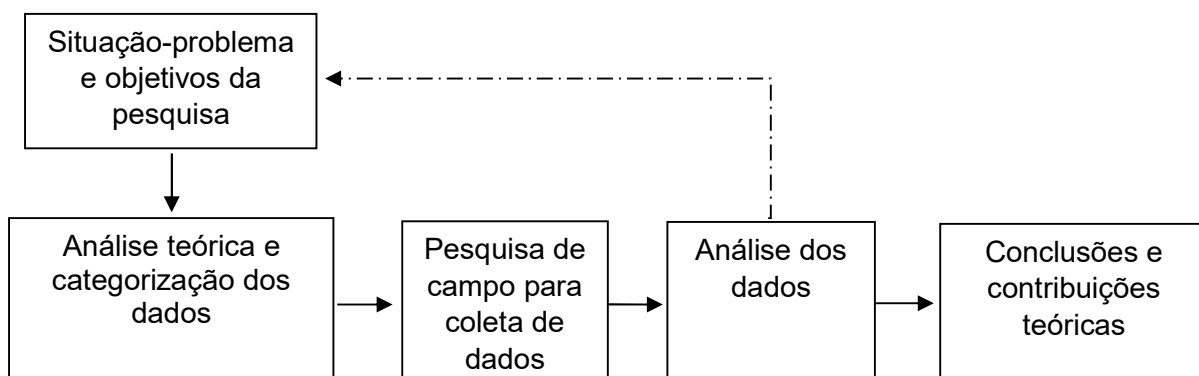 Situação-problema
e objetivos da
pesquisa
Análise teórica e
categorização dos
dados
Pesquisa de
campo para
coleta de
dados
Análise dos
dados
Conclusões e
contribuições
teóricas